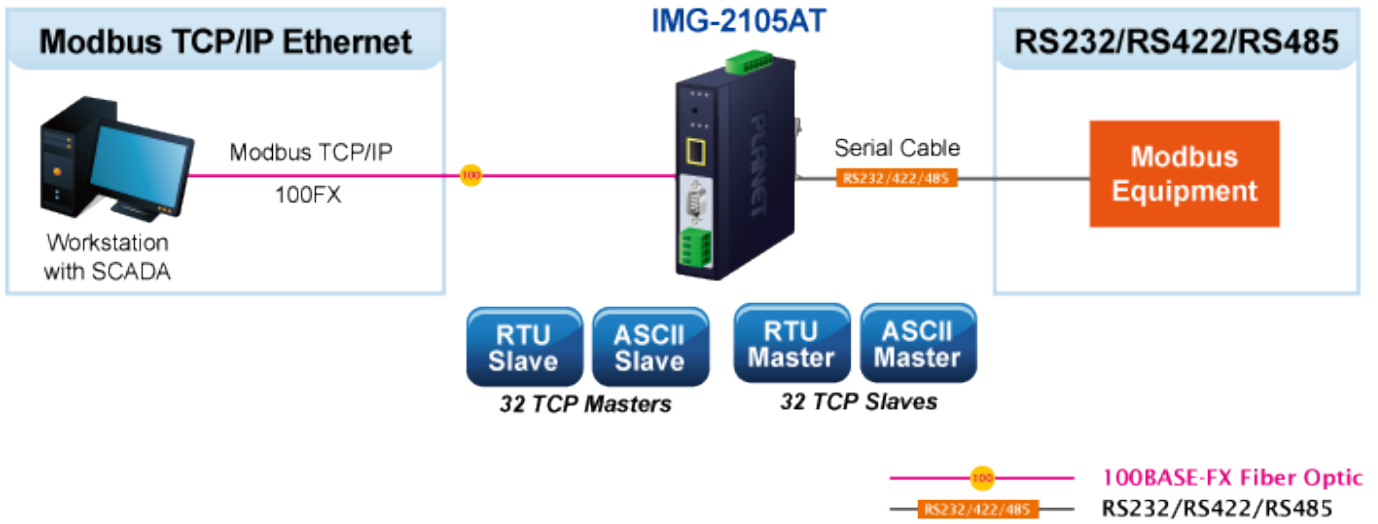 IMG-2105AT
Modbus TCP/IP Ethernet
RS232/RS422/RS485
Modbus TCP/IP
100FX
100
Workstation
with SCADA
PLANET
Serial Cable
RS232/422/485
Modbus
Equipment
RTU
Slave
ASCII
Slave
RTU
Master
ASCII
Master
32 TCP Masters
32 TCP Slaves
100
100BASE-FX Fiber Optic
RS232/422/485
RS232/RS422/RS485